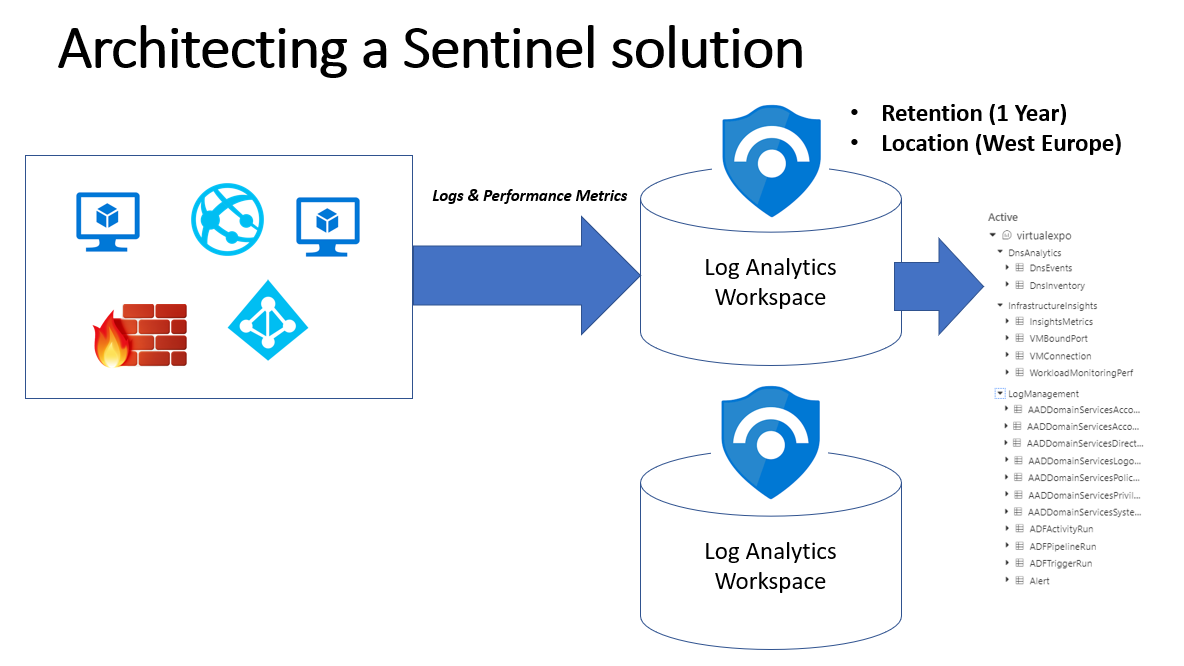 Architecting a Sentinel solution
• Retention (1 Year)
• Location (West Europe)
Logs & Performance Metrics
Log Analytics
Workspace
Active
virtualexpo
DnsAnalytics
DnsEvents
DnsInventory
InfrastructureInsights
InsightsMetrics
VMBoundPort
VMConnection
WorkloadMonitoringPerf
LogManagement
AADDomainServicesAcco...
AADDomainServicesAcco...
AADDomainServicesDirect...
AADDomainServicesLogo...
AADDomainServicesPolic...
AADDomainServicesPrivil...
AADDomainServicesSyste...
ADFActivityRun
ADFPipelineRun
ADFTriggerRun
Alert
Log Analytics
Workspace